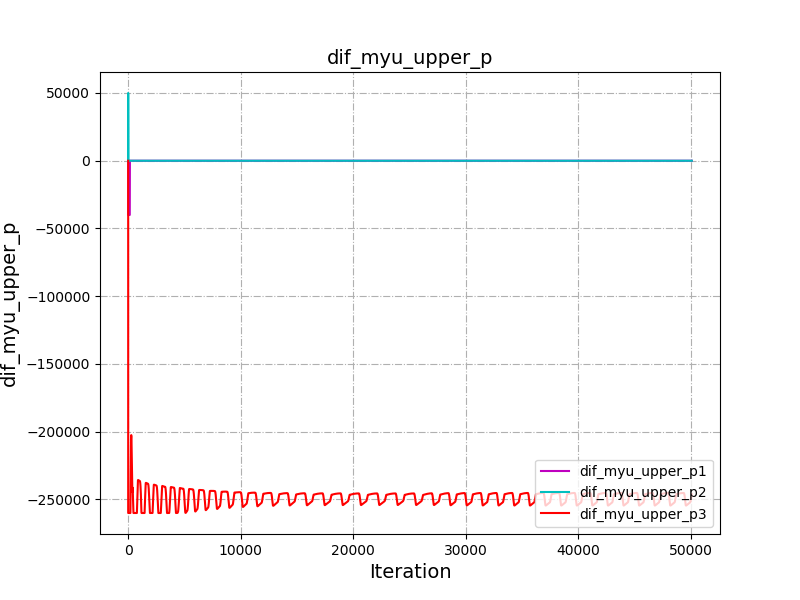 dif_myu_upper_p
dif_myu_upper_p
50000
0
−50000
−100000
−150000
−200000
−250000
0
10000
20000
30000
40000
50000
Iteration
dif_myu_upper_p1
dif_myu_upper_p2
dif_myu_upper_p3